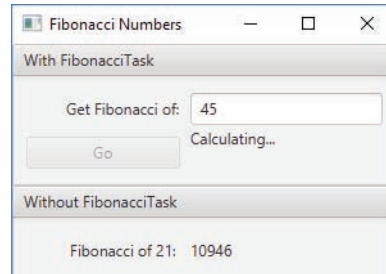 Fibonacci Numbers
With FibonacciTask
Get Fibonacci of: 45
Go Calculating...
Without FibonacciTask
Fibonacci of 21: 10946